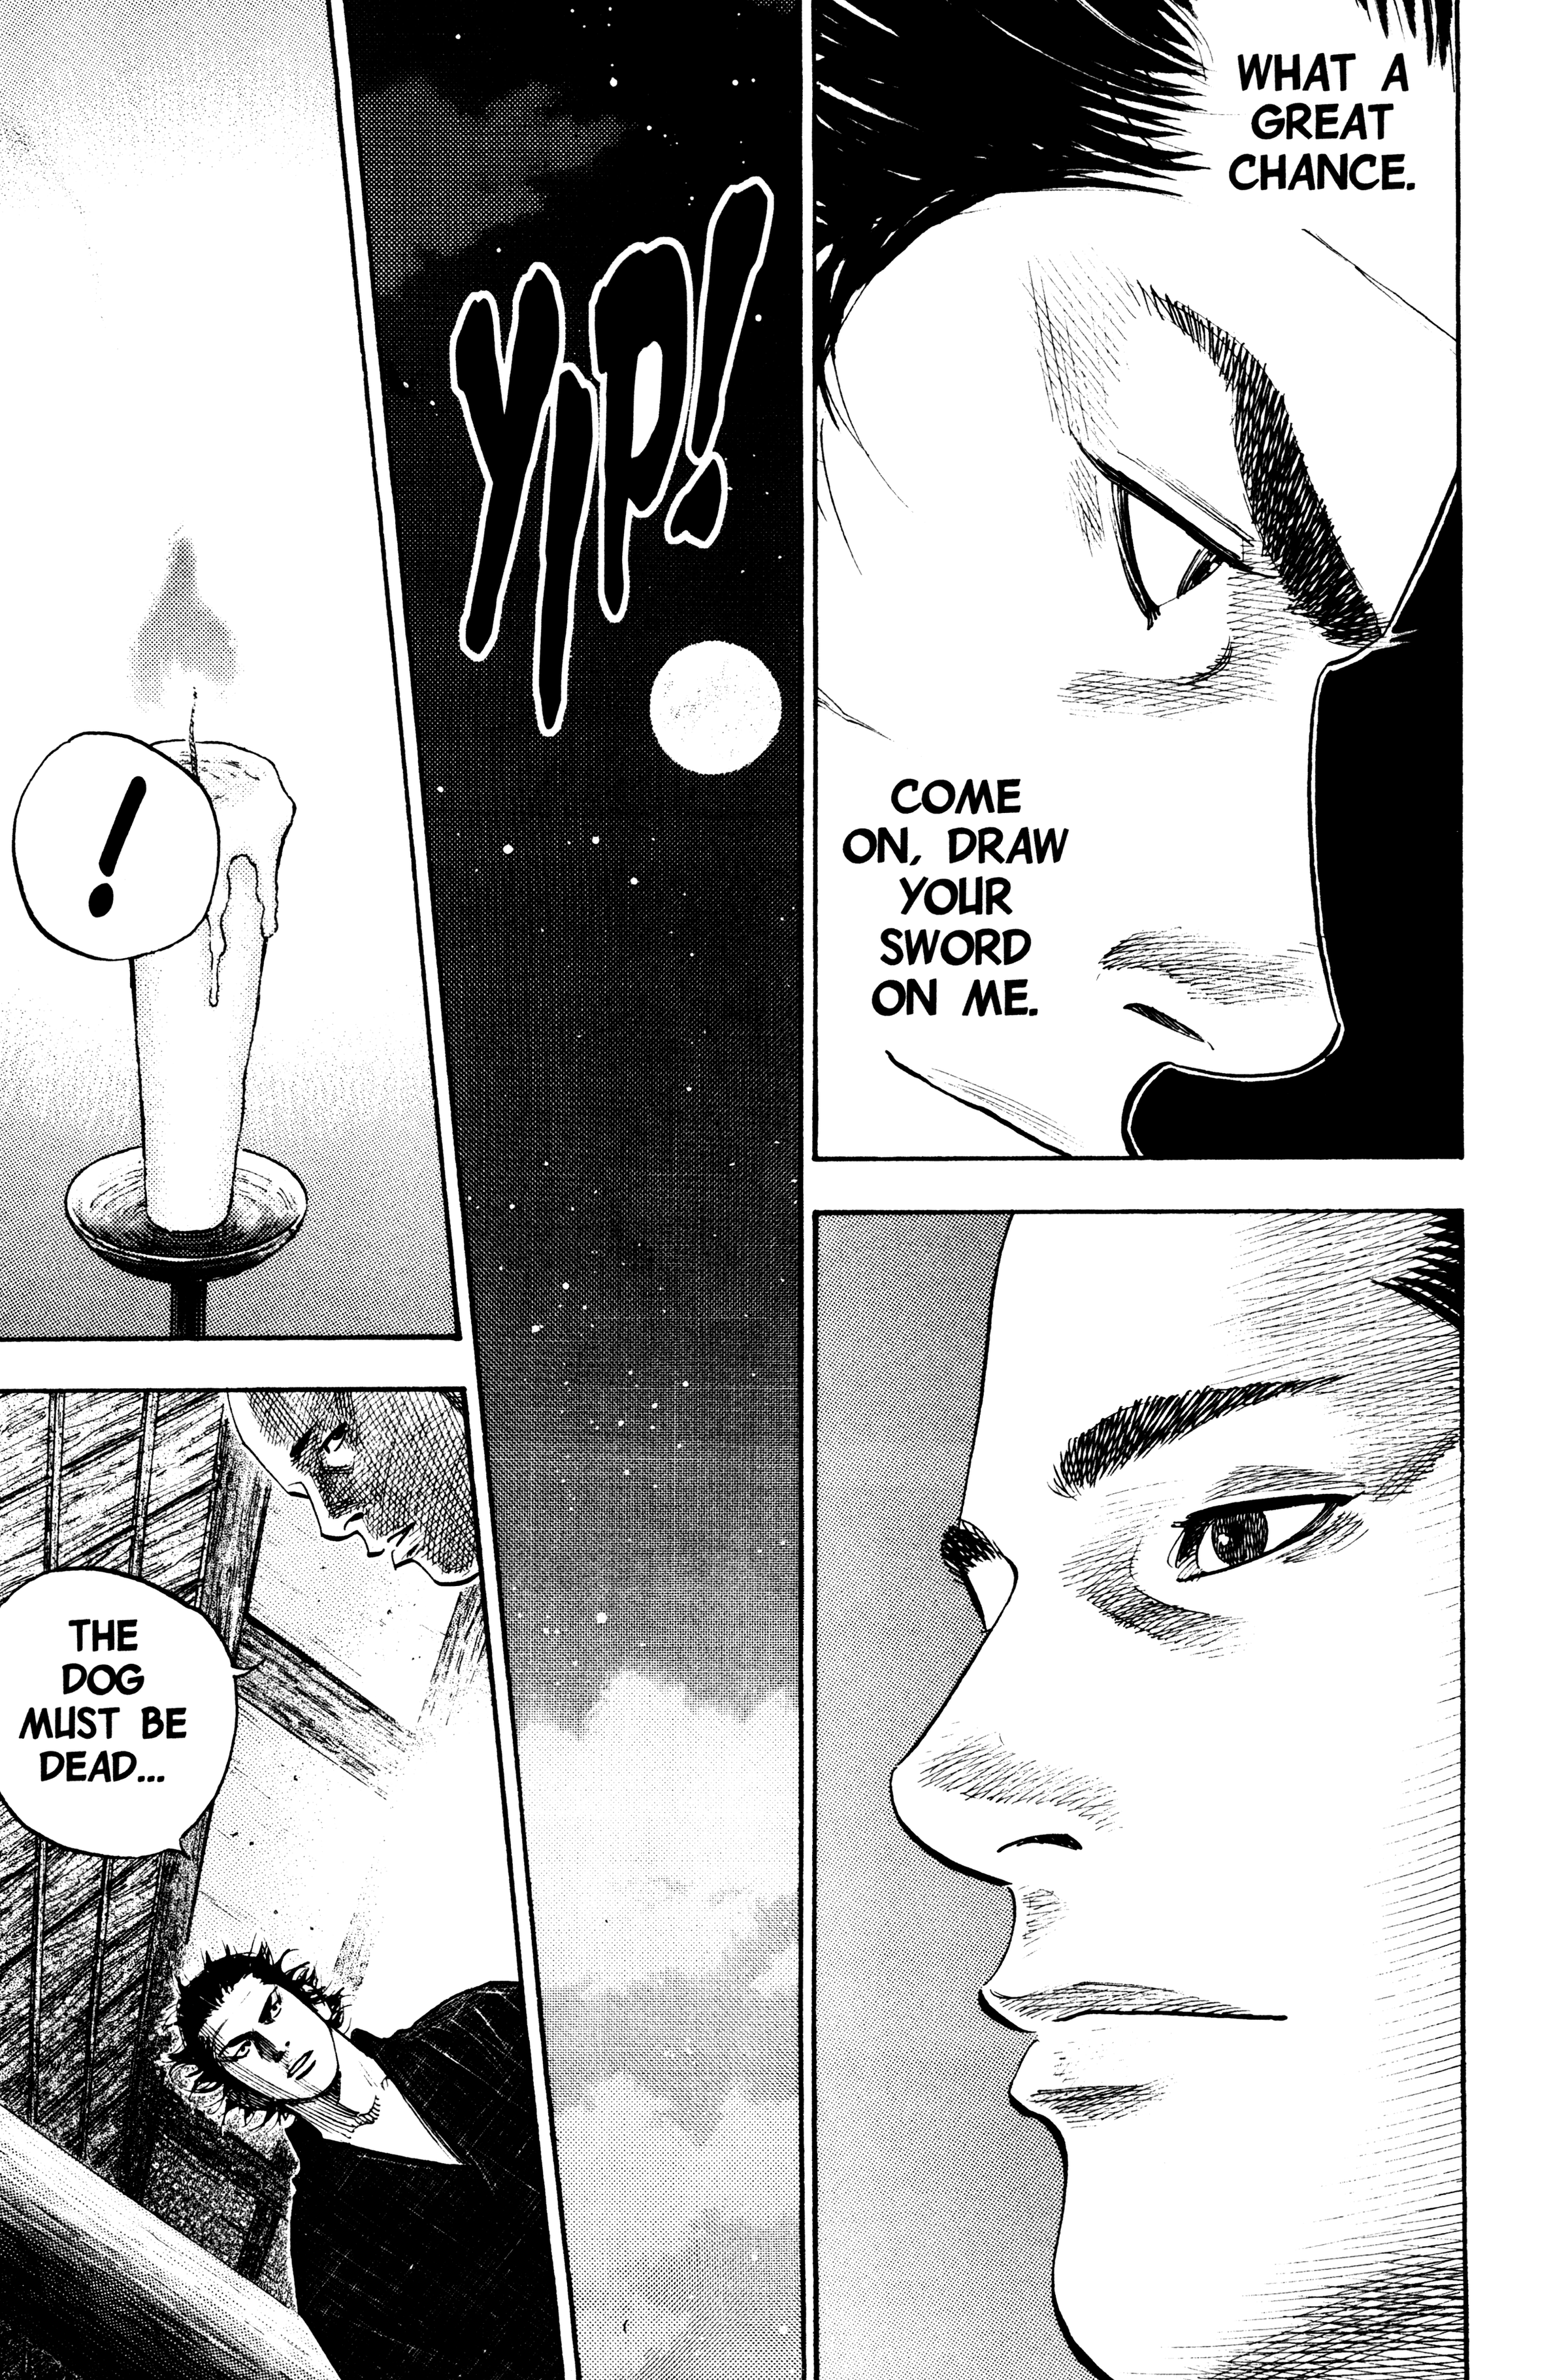 WHAT A
GREAT
CHANCE.
COME
ON, DRAW
YOUR
SWORD
ON ME.
YIP!
!
THE
DOG
MUST BE
DEAD...